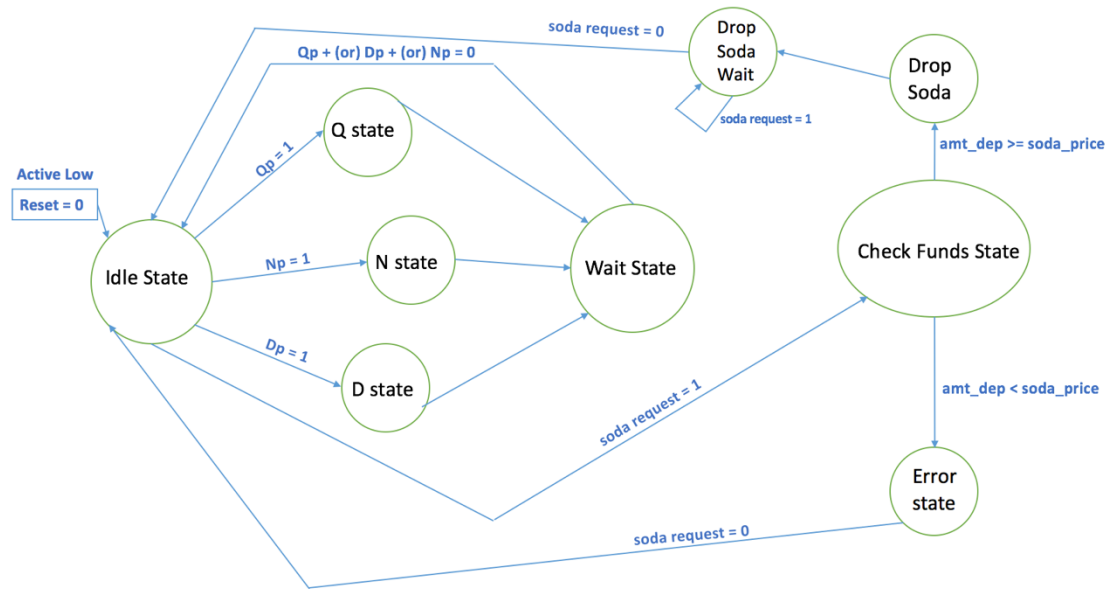 soda request = 0
Drop
Soda
Wait
Qp + (or) Dp + (or) Np = 0
Drop
Soda
soda request = 1
Q state
Qp = 1
amt_dep >= soda_price
Active Low
Reset = 0
Idle State
Np = 1
N state
Wait State
Check Funds State
Dp = 1
D state
soda request = 1
amt_dep < soda_price
Error
state
soda request = 0